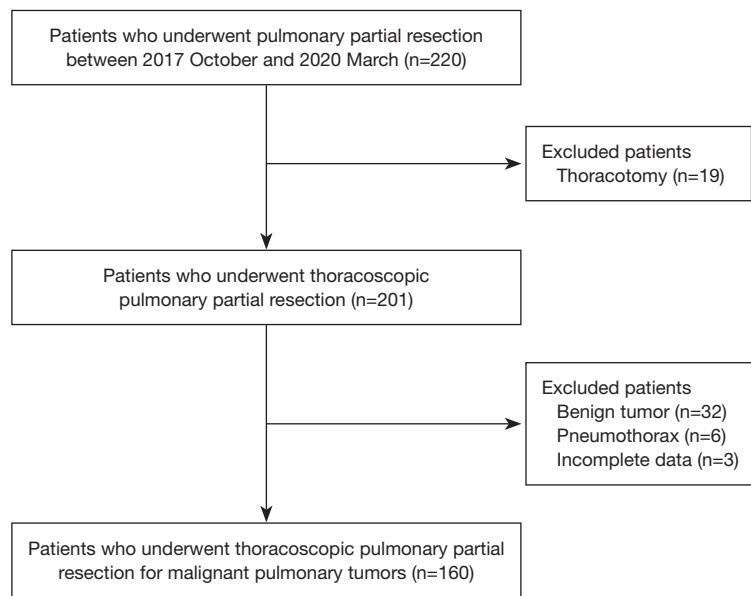 Patients who underwent pulmonary partial resection
between 2017 October and 2020 March (n=220)
Excluded patients
Thoracotomy (n=19)
Patients who underwent thoracoscopic
pulmonary partial resection (n=201)
Excluded patients
Benign tumor (n=32)
Pneumothorax (n=6)
Incomplete data (n=3)
Patients who underwent thoracoscopic pulmonary partial
resection for malignant pulmonary tumors (n=160)